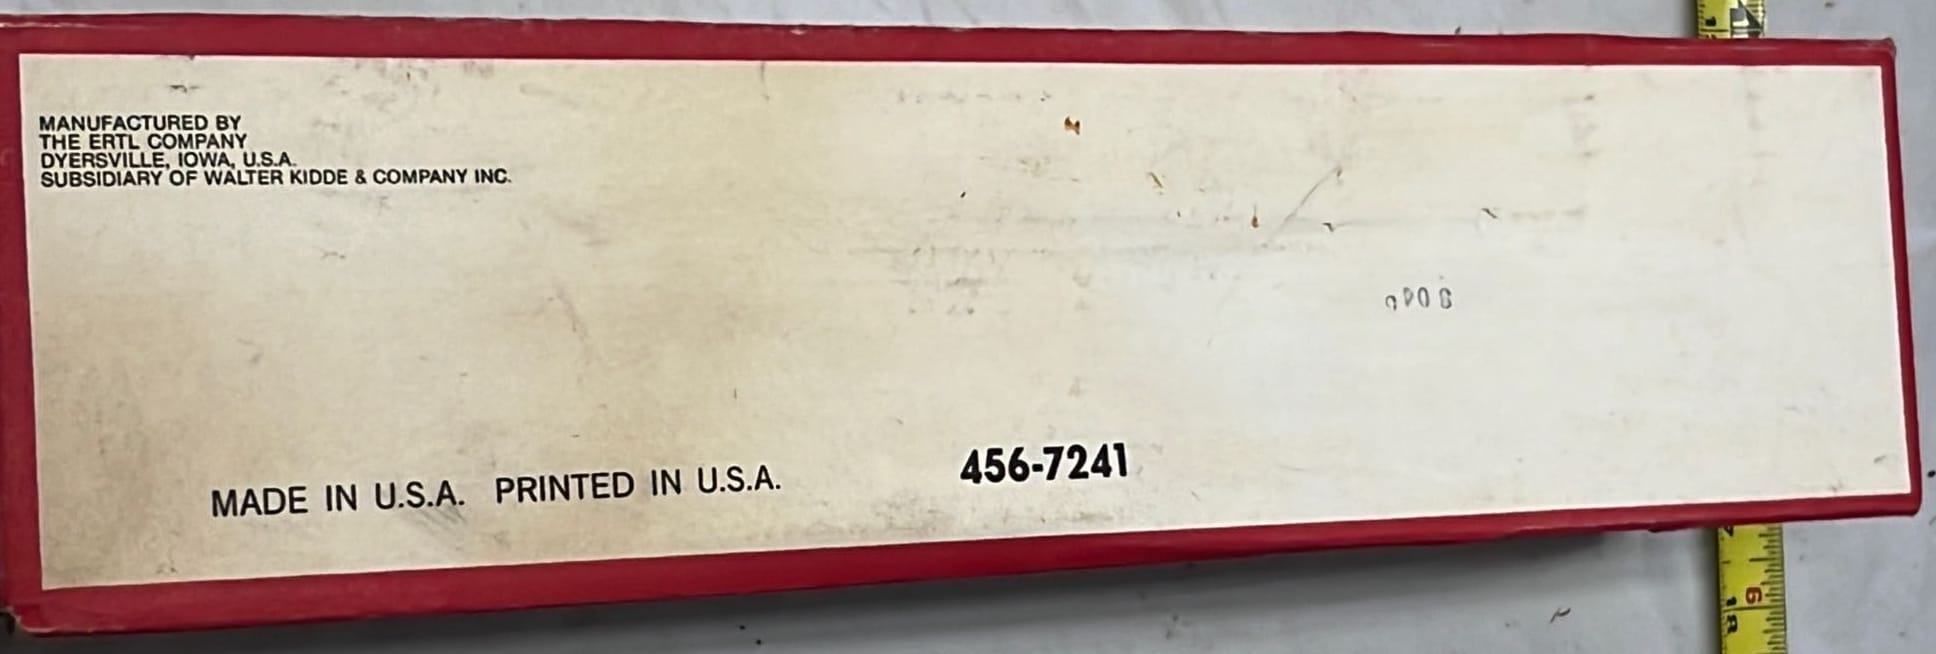 MANUFACTURED BY
THE ERTL COMPANY
DYERSVILLE, IOWA, U.S.A.
SUBSIDIARY OF WALTER KIDDE & COMPANY INC.
MADE IN U.S.A. PRINTED IN U.S.A.
456-7241